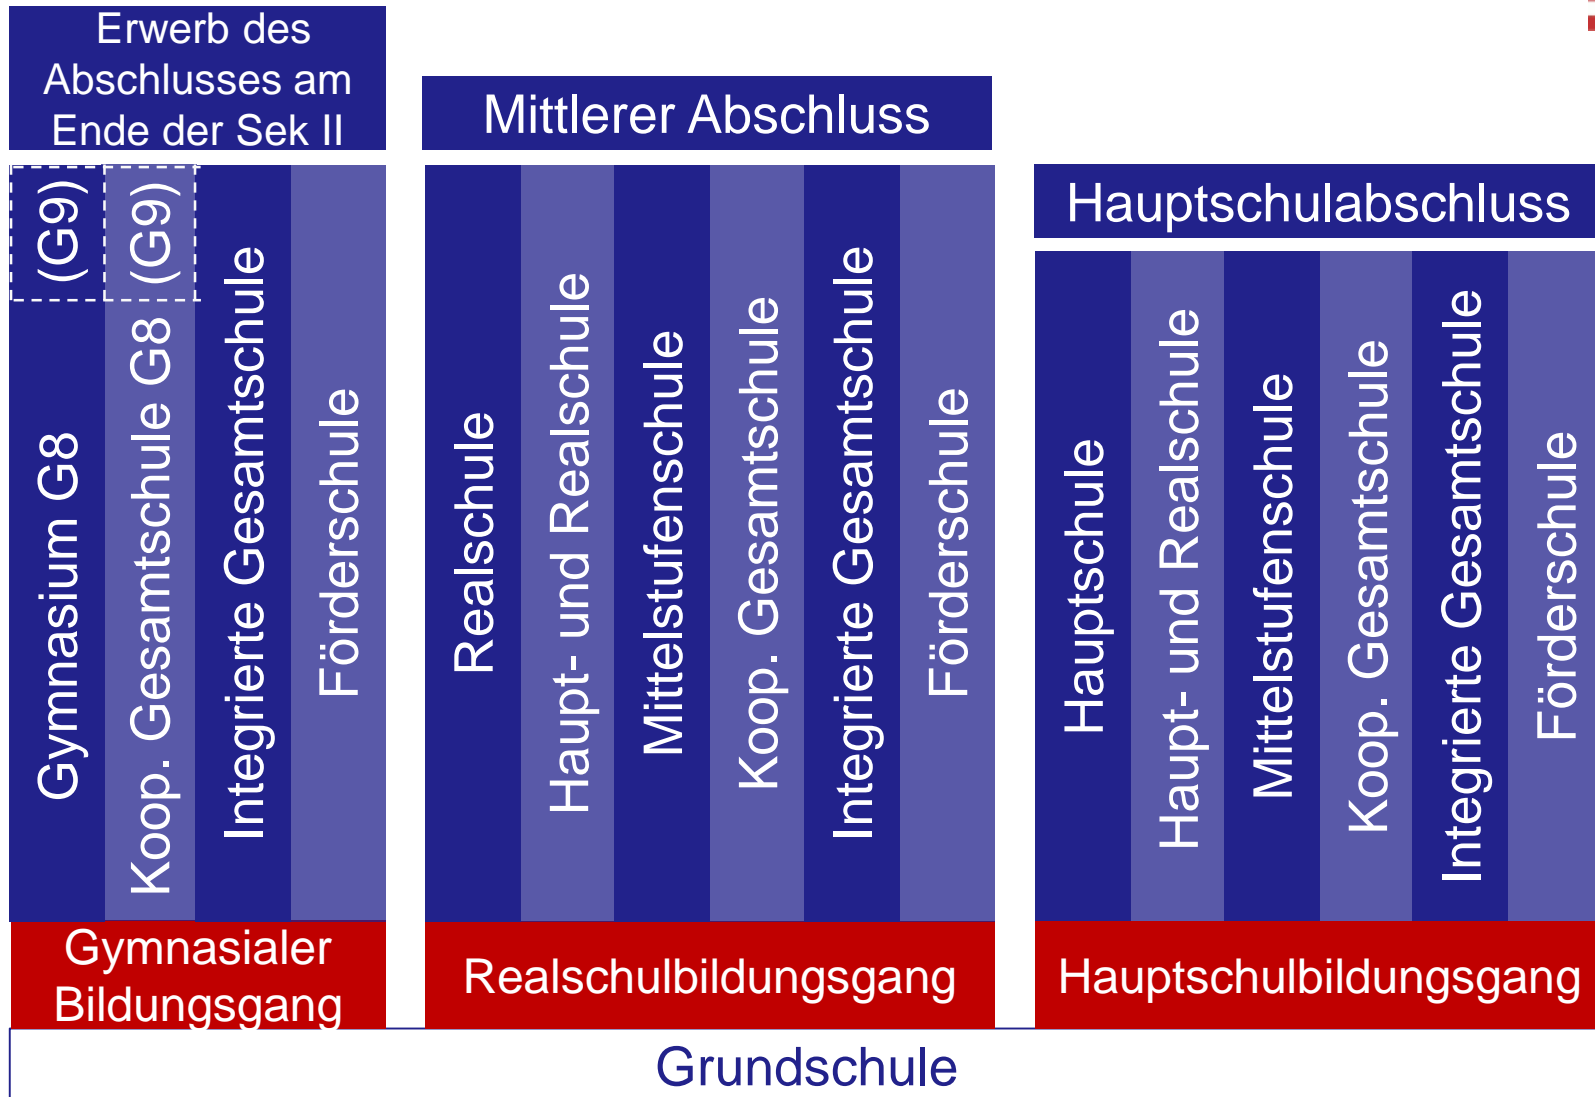 Erwerb des
Abschlusses am
Ende der Sek II
Mittlerer Abschluss
Hauptschulabschluss
Gymnasium G8 (G9)
Koop. Gesamtschule G8 (G9)
Integrierte Gesamtschule
Förderschule
Realschule
Haupt- und Realschule
Mittelstufenschule
Koop. Gesamtschule
Integrierte Gesamtschule
Förderschule
Hauptschule
Haupt- und Realschule
Mittelstufenschule
Koop. Gesamtschule
Integrierte Gesamtschule
Förderschule
Gymnasialer
Bildungsgang
Realschulbildungsgang
Hauptschulbildungsgang
Grundschule